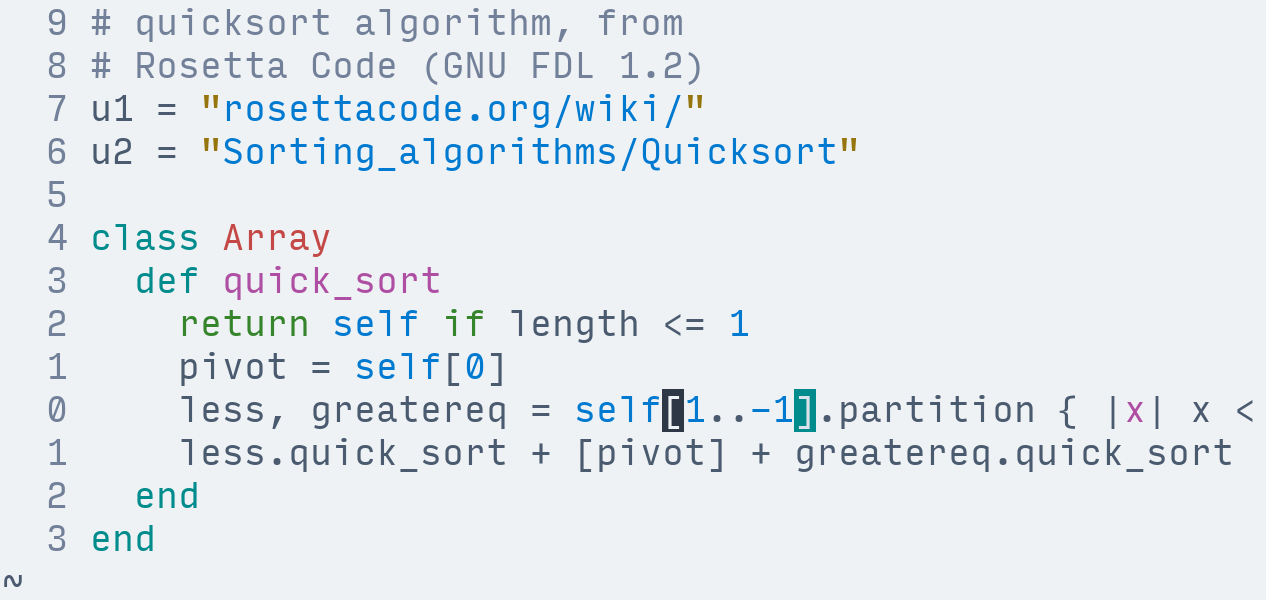 9 # quicksort algorithm, from
8 # Rosetta Code (GNU FDL 1.2)
7 u1 = "rosettacode.org/wiki/"
6 u2 = "Sorting_algorithms/Quicksort"
5
4 class Array
3   def quick_sort
2     return self if length <= 1
1     pivot = self[0]
0     less, greatereq = self[1..-1].partition { |x| x <
1     less.quick_sort + [pivot] + greatereq.quick_sort
2   end
3 end
~